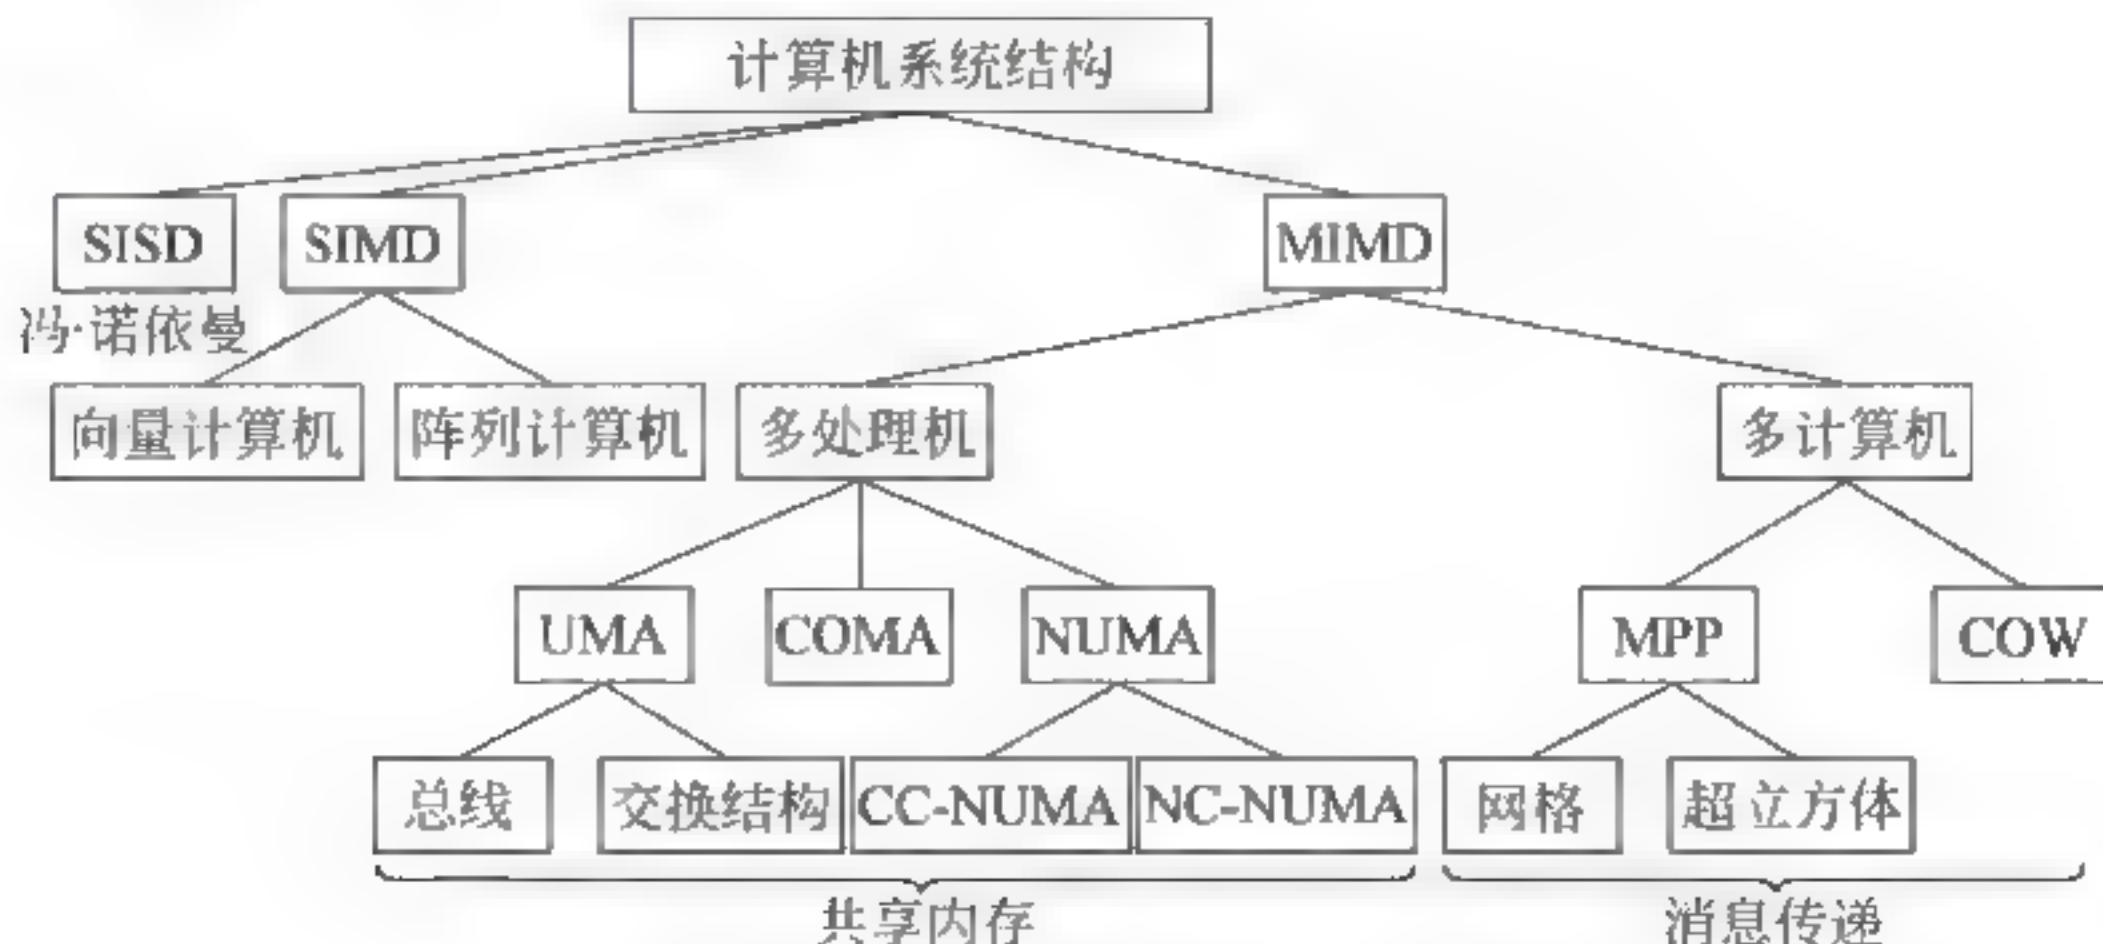 计算机系统结构
SISD SIMD MIMD
冯·诺依曼
向量计算机 阵列计算机 多处理机 多计算机
UMA COMA NUMA MPP COW
总线 交换结构 CC-NUMA NC-NUMA 网格 超立方体
共享内存 消息传递